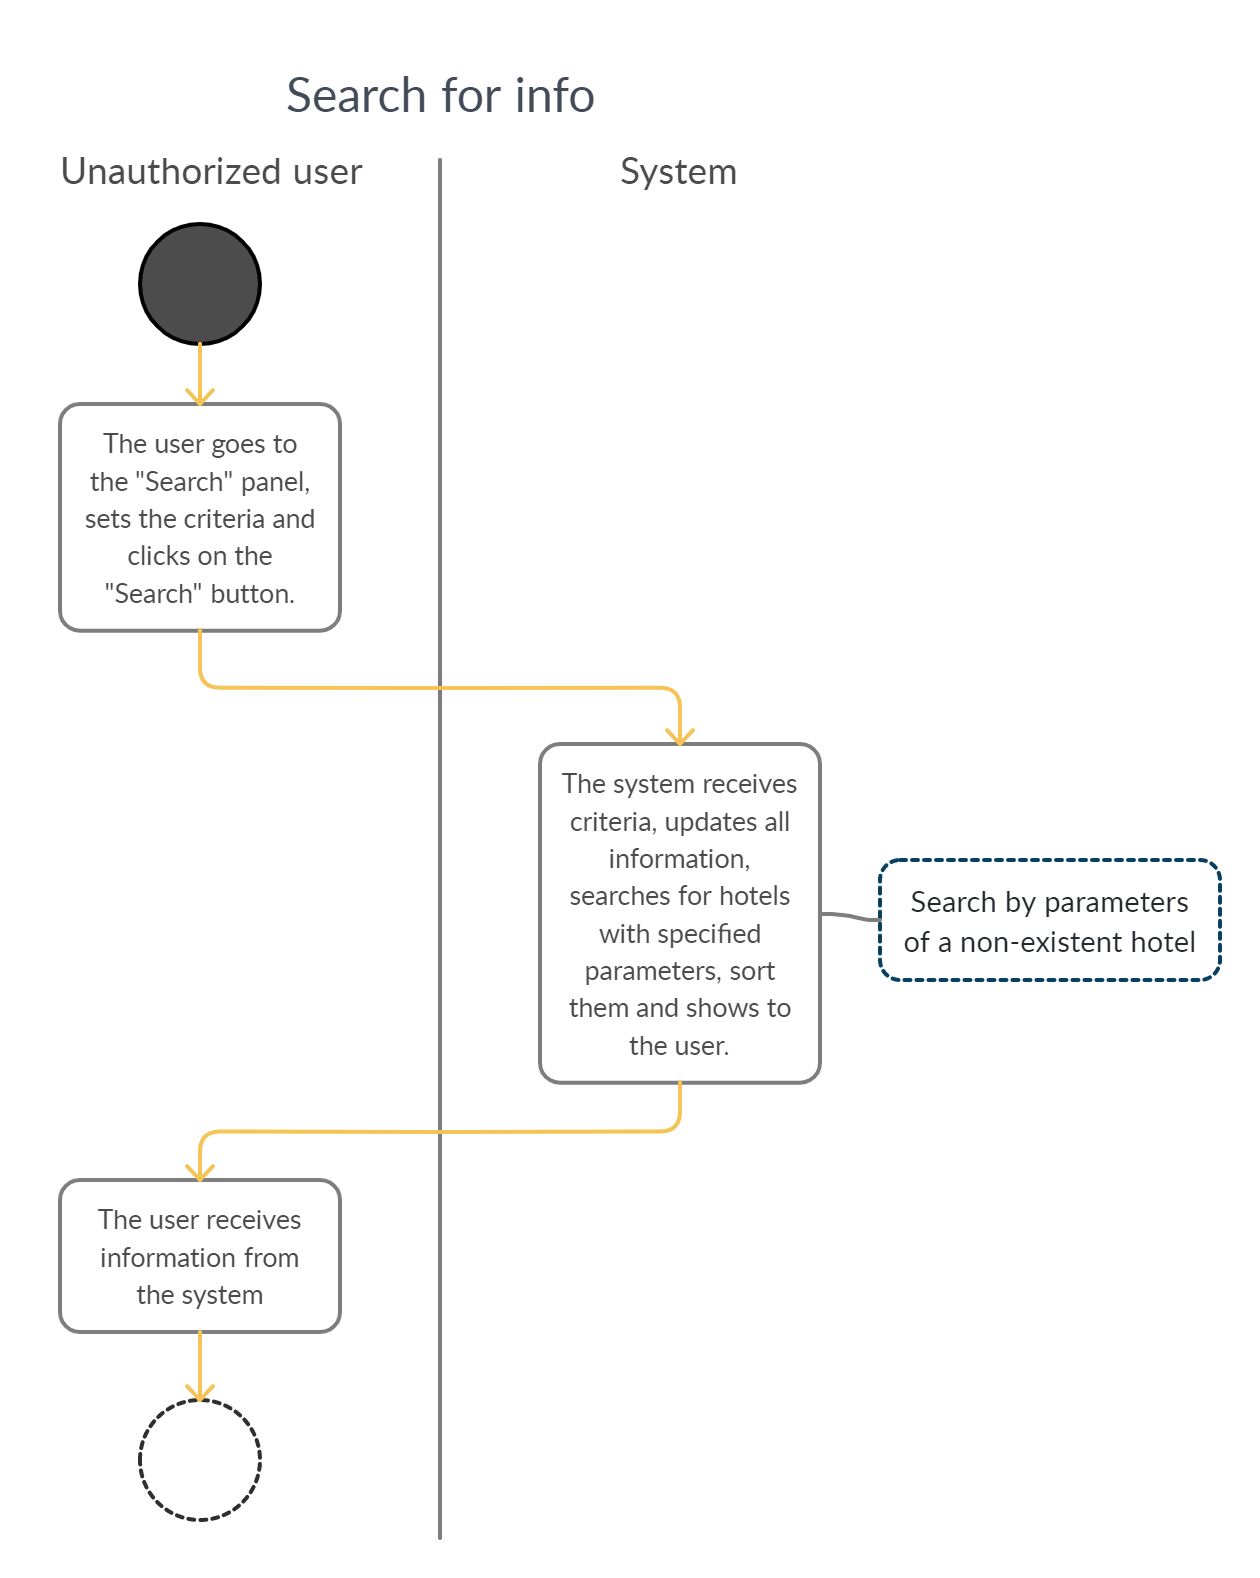 Search for info
Unauthorized user
System
The user goes to
the "Search" panel,
sets the criteria and
clicks on the
"Search" button.
The system receives
criteria, updates all
information,
searches for hotels
with specified
parameters, sort
them and shows to
the user.
Search by parameters
of a non-existent hotel
The user receives
information from
the system